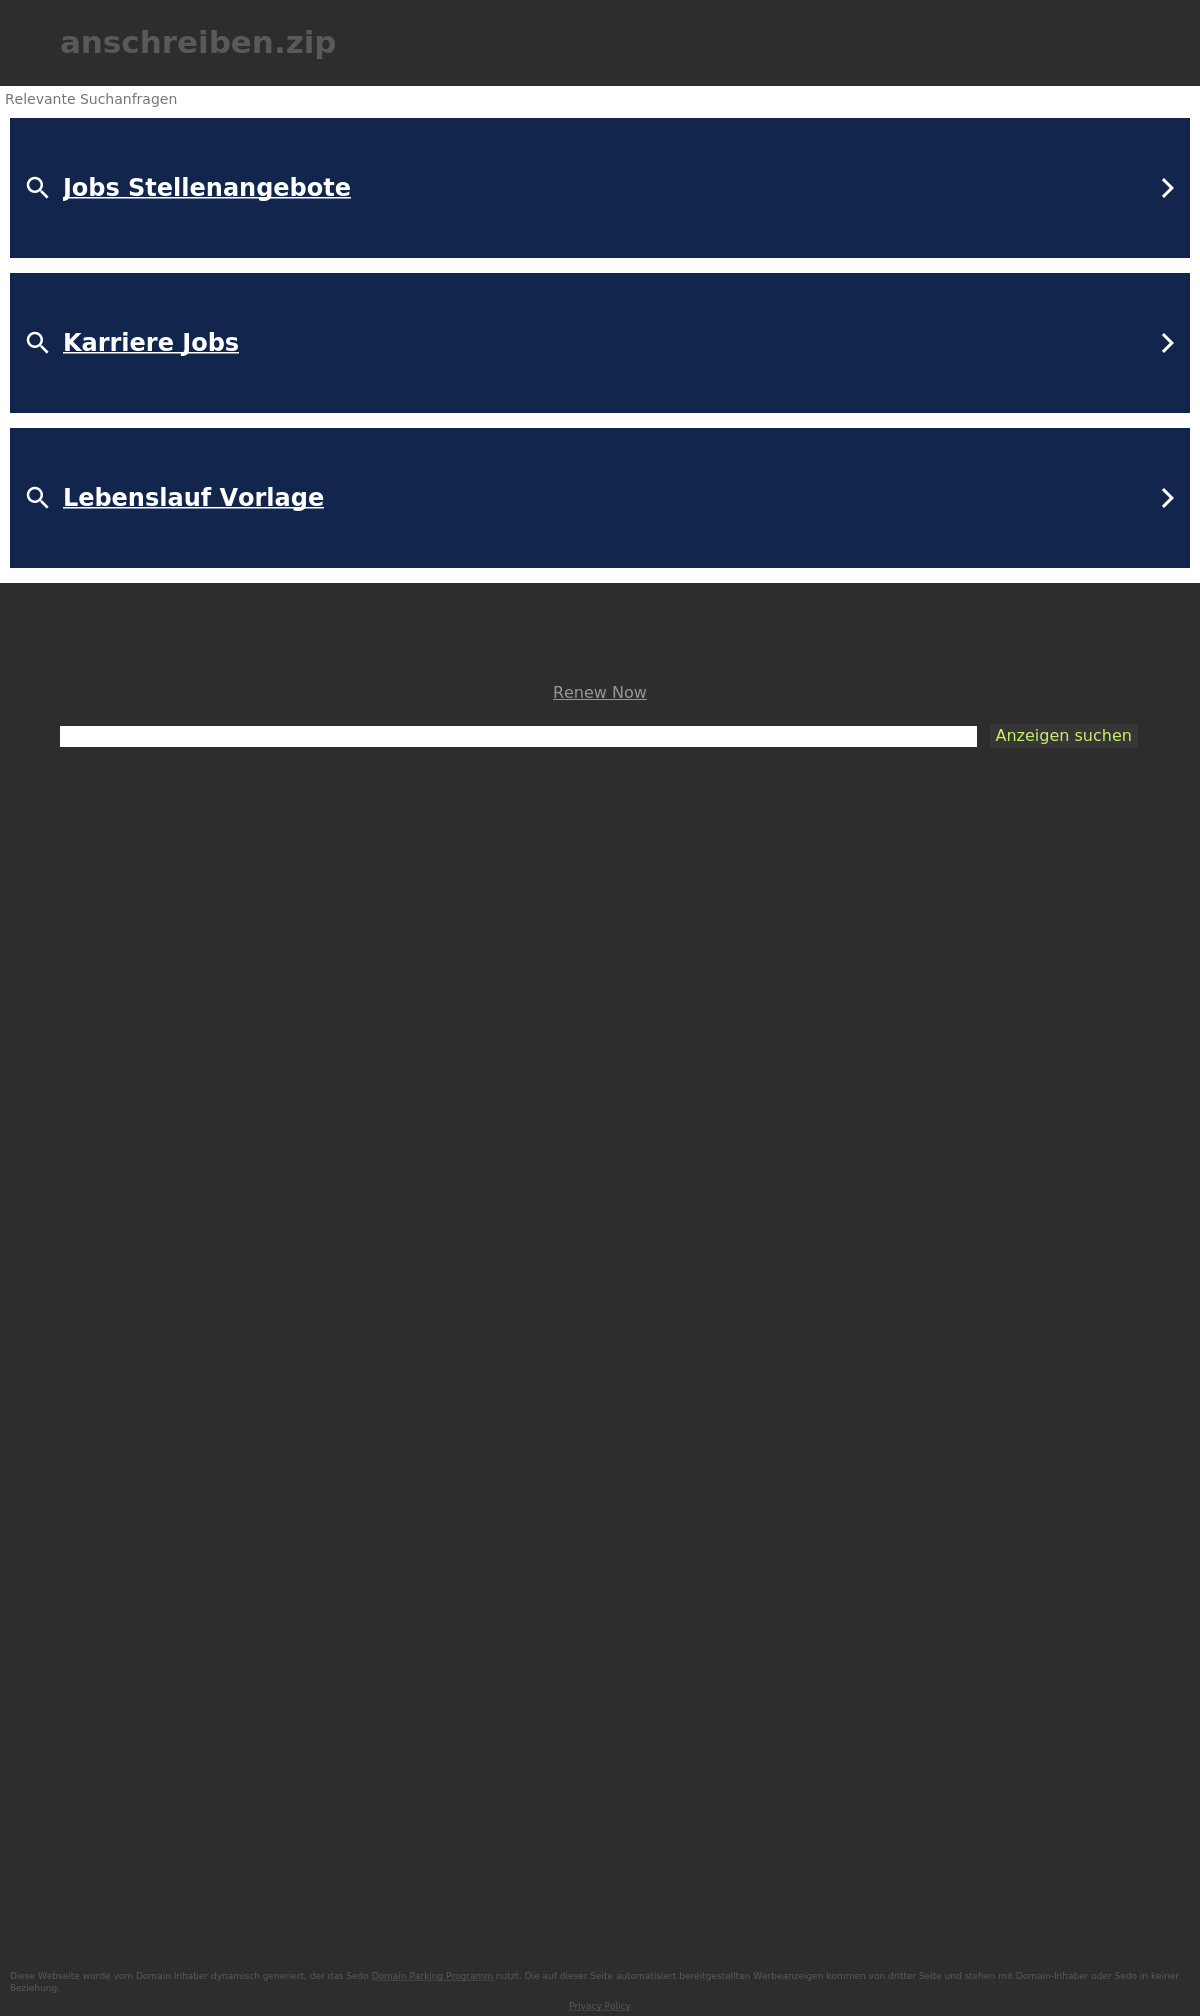 anschreiben.zip
Relevante Suchanfragen
Jobs Stellenangebote
Karriere Jobs
Lebenslauf Vorlage
Renew Now
Anzeigen suchen
Diese Webseite wurde vom Domain Inhaber dynamisch generiert, der das Sedo Domain Parking Programm nutzt. Die auf dieser Seite automatisiert bereitgestellten Werbeanzeigen kommen von dritter Seite und stehen mit Domain-Inhaber oder Sedo in keiner
Beziehung.
Privacy Policy